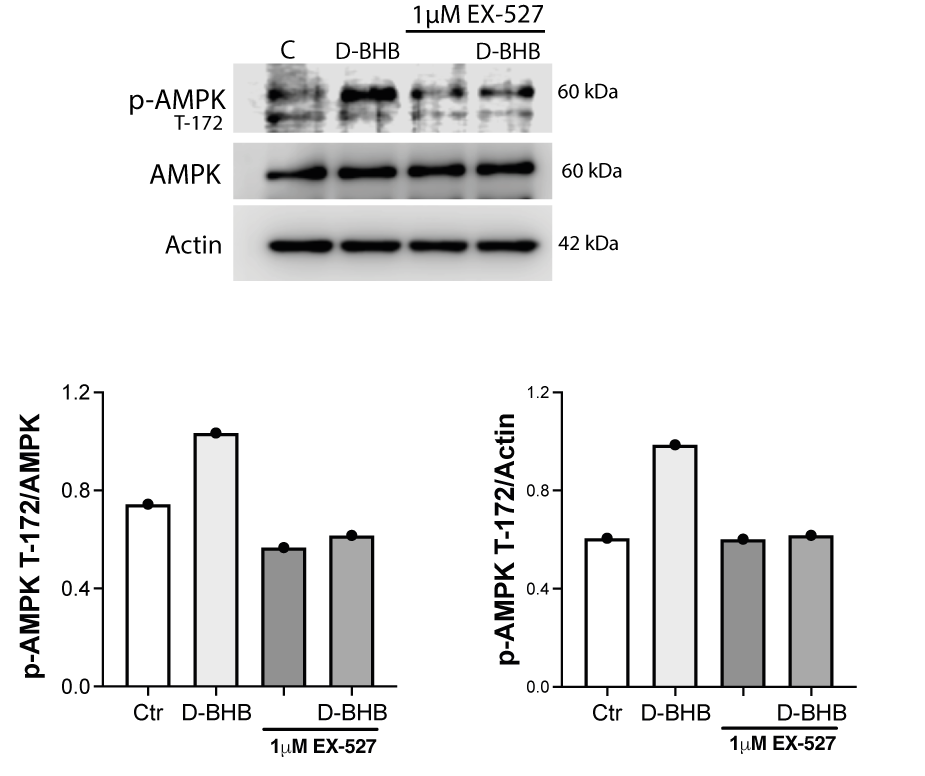 1µM EX-527
C D-BHB D-BHB
p-AMPK
T-172
60 kDa
AMPK
60 kDa
Actin
42 kDa
p-AMPK T-172/AMPK
1.2
0.8
0.4
0.0
Ctr D-BHB D-BHB
1µM EX-527
p-AMPK T-172/Actin
1.2
0.8
0.4
0.0
Ctr D-BHB D-BHB
1µM EX-527